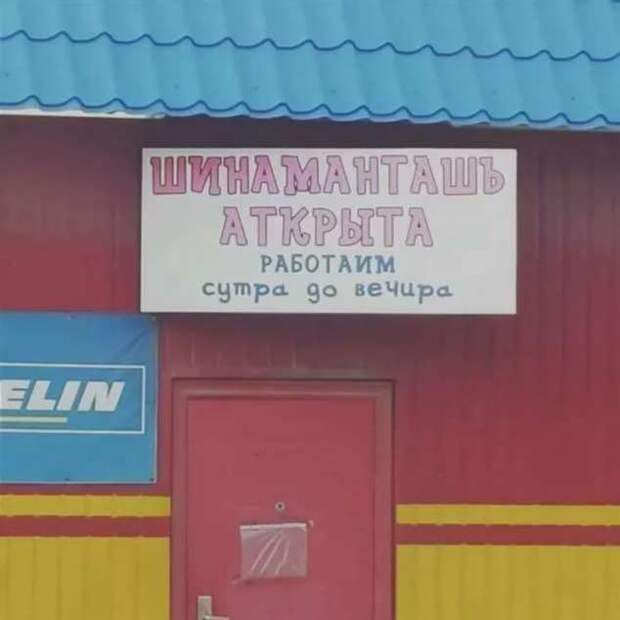 ШИНАМАНТАШЪ
АТКРЫТА
РАБОТАИМ
сутра до вечира
ELIN